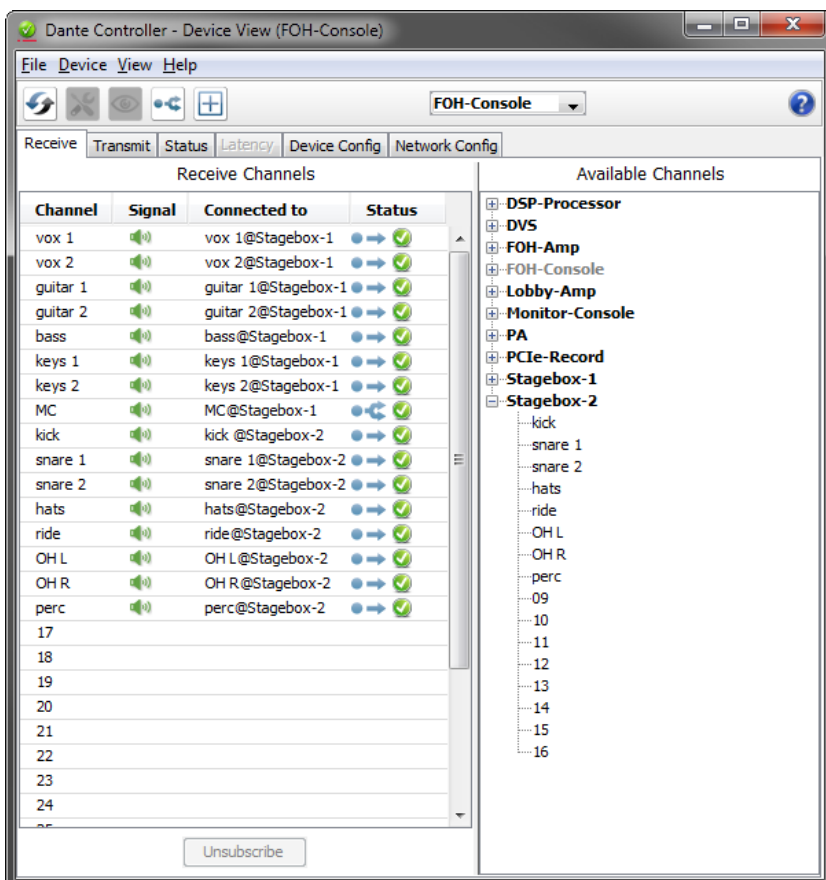 Dante Controller - Device View (FOH-Console)
File Device View Help
FOH-Console
Receive Transmit Status Latency Device Config Network Config
Receive Channels
Channel Signal Connected to Status
vox 1 vox 1@Stagebox-1
vox 2 vox 2@Stagebox-1
guitar 1 guitar 1@Stagebox-1
guitar 2 guitar 2@Stagebox-1
bass bass@Stagebox-1
keys 1 keys 1@Stagebox-1
keys 2 keys 2@Stagebox-1
MC MC@Stagebox-1
kick kick @Stagebox-2
snare 1 snare 1@Stagebox-2
snare 2 snare 2@Stagebox-2
hats hats@Stagebox-2
ride ride@Stagebox-2
OH L OH L@Stagebox-2
OH R OH R@Stagebox-2
perc perc@Stagebox-2
17
18
19
20
21
22
23
24
Unsubscribe
Available Channels
DSP-Processor
DVS
FOH-Amp
FOH-Console
Lobby-Amp
Monitor-Console
PA
PCIe-Record
Stagebox-1
Stagebox-2
kick
snare 1
snare 2
hats
ride
OH L
OH R
perc
09
10
11
12
13
14
15
16